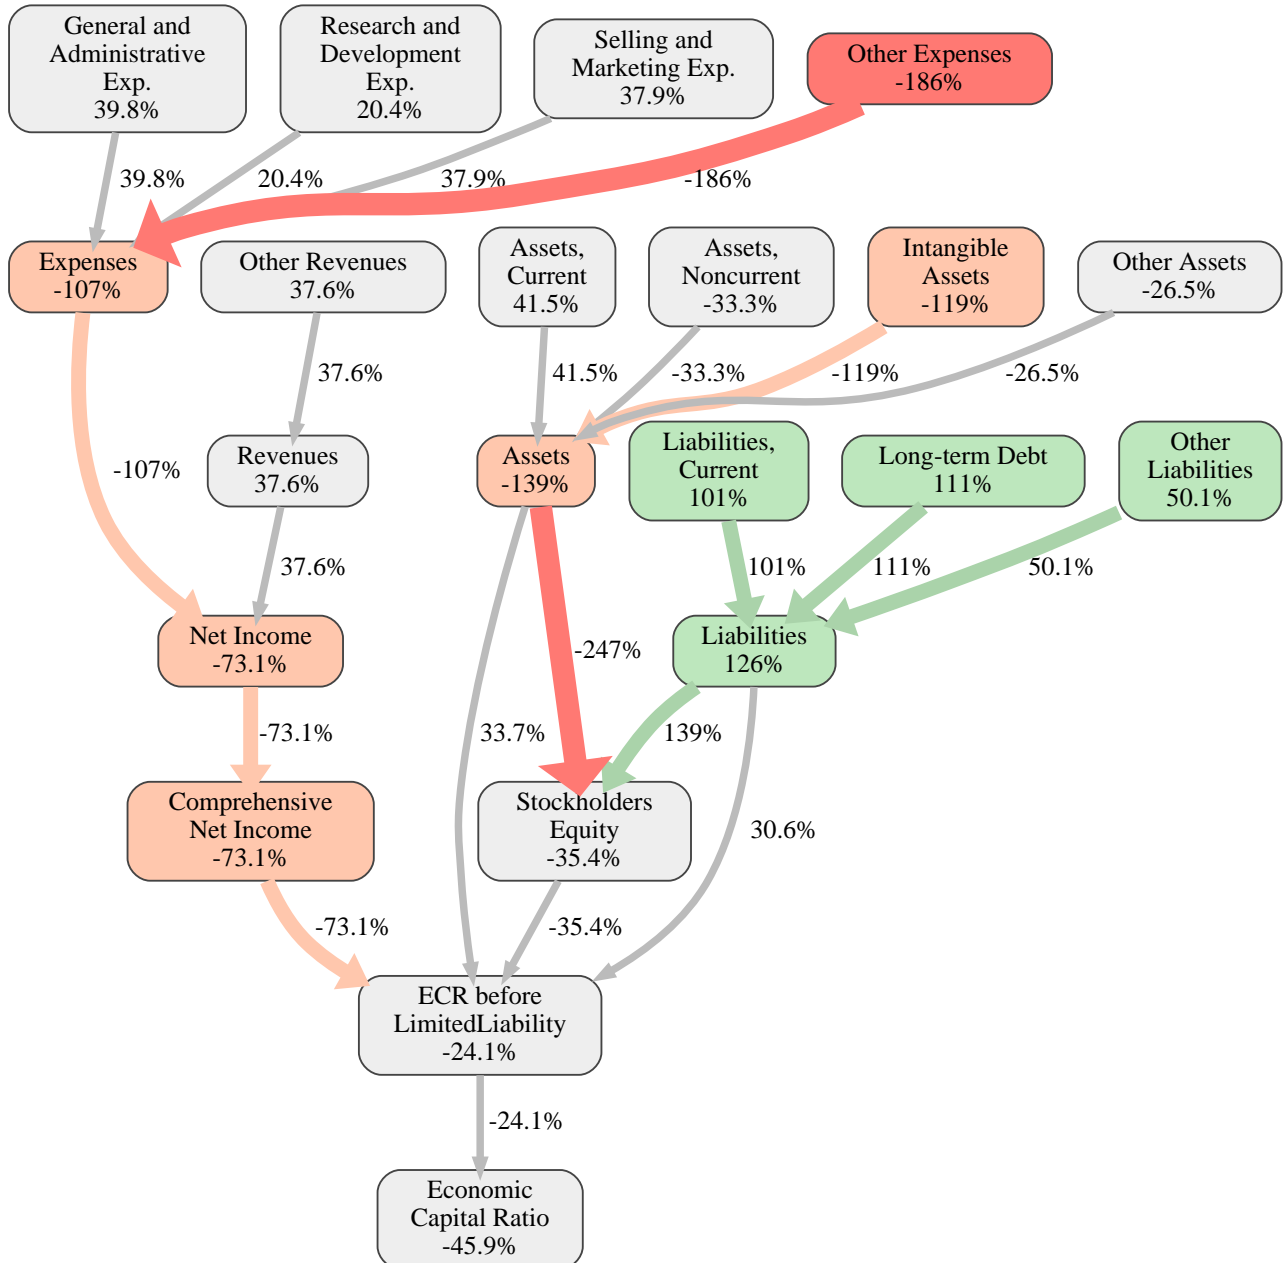 General and
Administrative
Exp.
39.8%
Research and
Development
Exp.
20.4%
Selling and
Marketing Exp.
37.9%
Other Expenses
-186%
39.8%
20.4%
37.9%
-186%
Expenses
-107%
Other Revenues
37.6%
Assets,
Current
41.5%
Assets,
Noncurrent
-33.3%
Intangible
Assets
-119%
Other Assets
-26.5%
37.6%
41.5%
-33.3%
-119%
-26.5%
-107%
Revenues
37.6%
Assets
-139%
Liabilities,
Current
101%
Long-term Debt
111%
Other
Liabilities
50.1%
37.6%
101%
111%
50.1%
Net Income
-73.1%
-247%
Liabilities
126%
-73.1%
33.7%
139%
Comprehensive
Net Income
-73.1%
Stockholders
Equity
-35.4%
30.6%
-73.1%
-35.4%
ECR before
LimitedLiability
-24.1%
-24.1%
Economic
Capital Ratio
-45.9%